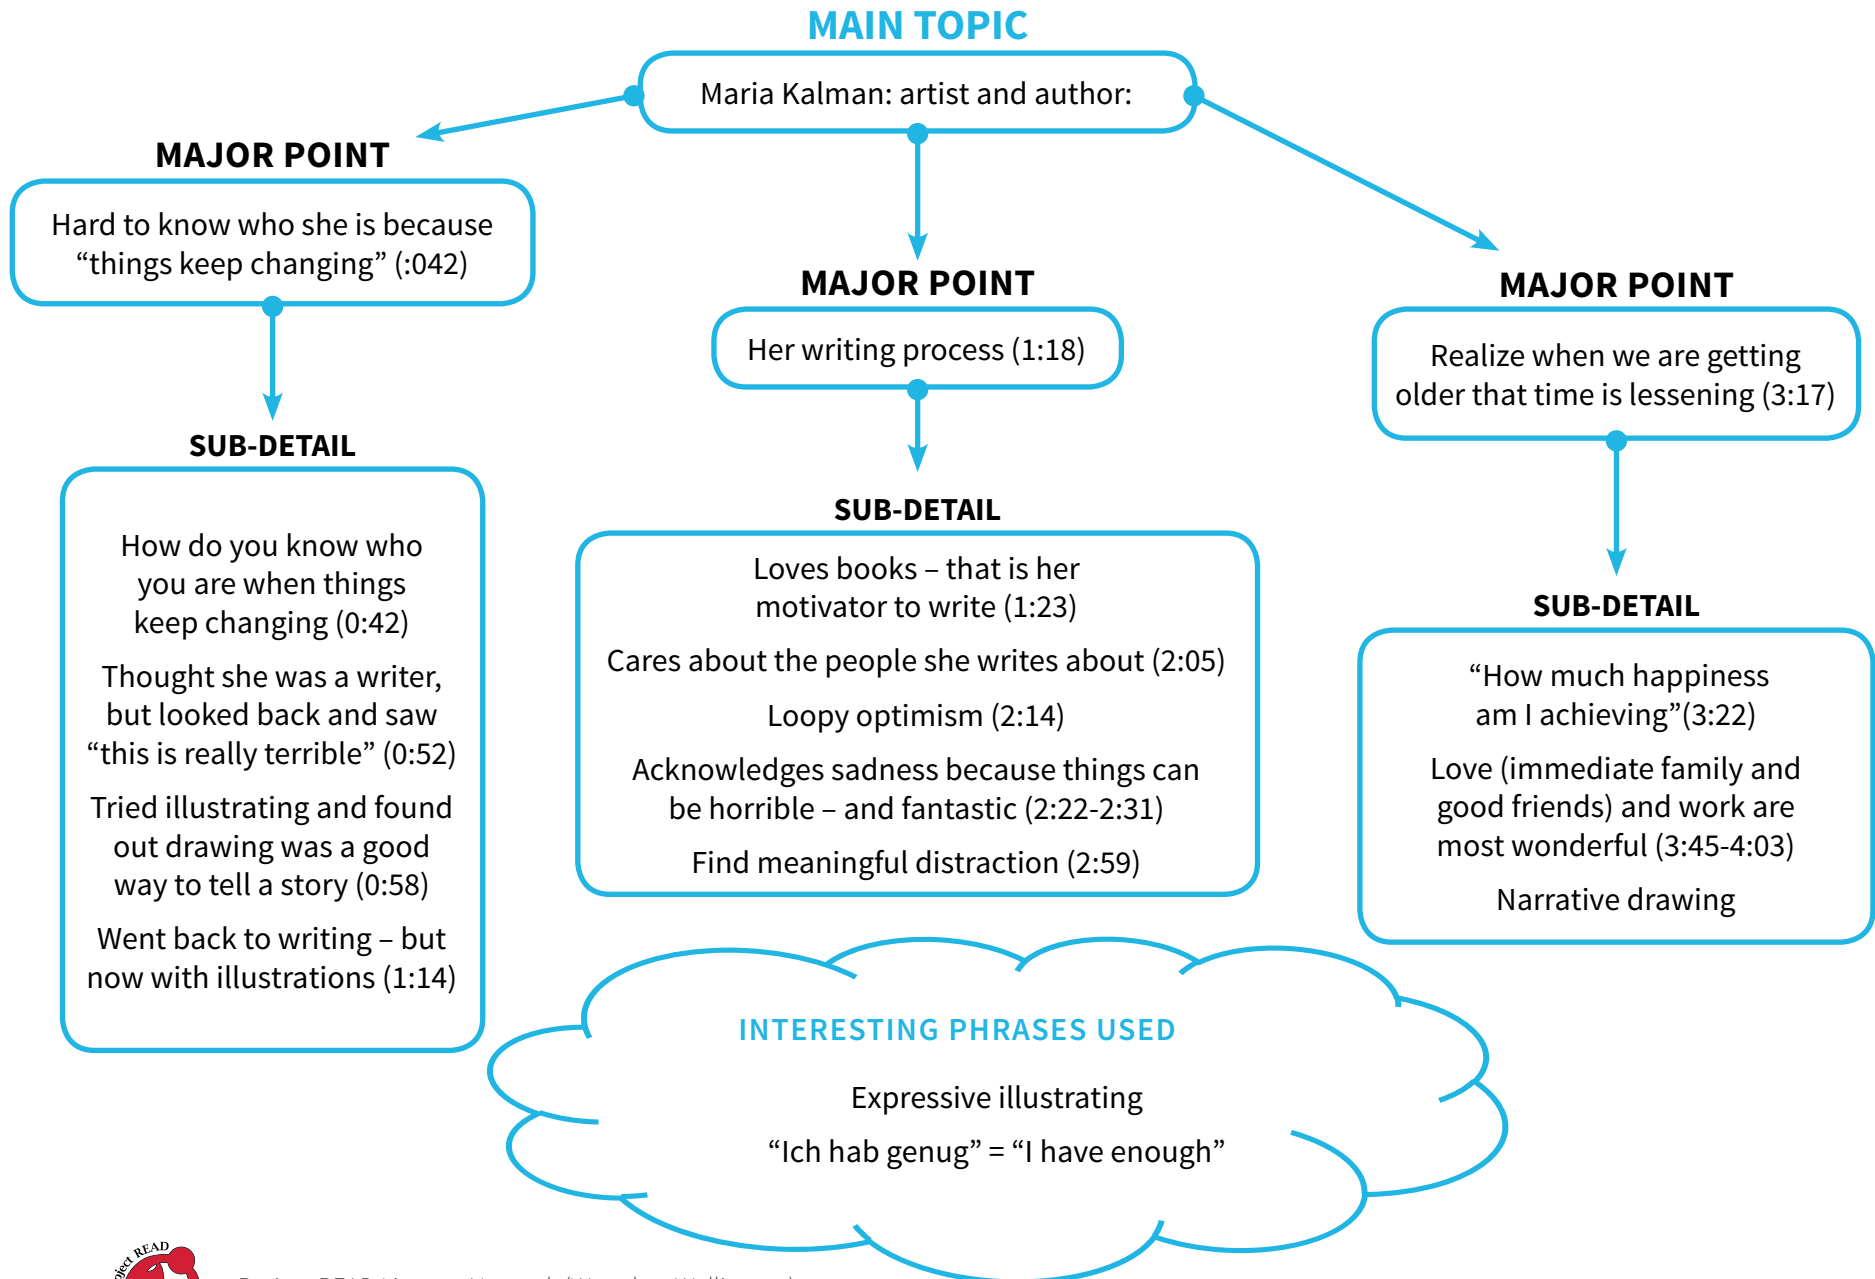 MAIN TOPIC
Maria Kalman: artist and author:
MAJOR POINT
Hard to know who she is because
“things keep changing” (:042)
SUB-DETAIL
How do you know who
you are when things
keep changing (0:42)
Thought she was a writer,
but looked back and saw
“this is really terrible” (0:52)
Tried illustrating and found
out drawing was a good
way to tell a story (0:58)
Went back to writing – but
now with illustrations (1:14)
MAJOR POINT
Her writing process (1:18)
SUB-DETAIL
Loves books – that is her
motivator to write (1:23)
Cares about the people she writes about (2:05)
Loopy optimism (2:14)
Acknowledges sadness because things can
be horrible – and fantastic (2:22-2:31)
Find meaningful distraction (2:59)
MAJOR POINT
Realize when we are getting
older that time is lessening (3:17)
SUB-DETAIL
“How much happiness
am I achieving”(3:22)
Love (immediate family and
good friends) and work are
most wonderful (3:45-4:03)
Narrative drawing
INTERESTING PHRASES USED
Expressive illustrating
“Ich hab genug” = “I have enough”
READ